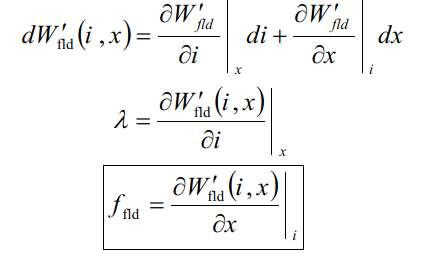 dW′fld(i,x) = ∂W′fld/∂i |x di + ∂W′fld/∂x |i dx
λ = ∂W′fld(i,x)/∂i |x
ffld = ∂W′fld(i,x)/∂x |i